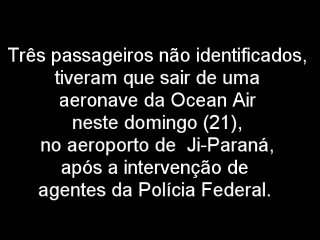 Três passageiros não identificados,
tiveram que sair de uma
aeronave da Ocean Air
neste domingo (21),
no aeroporto de  Ji-Paraná,
após a intervenção de
agentes da Polícia Federal.